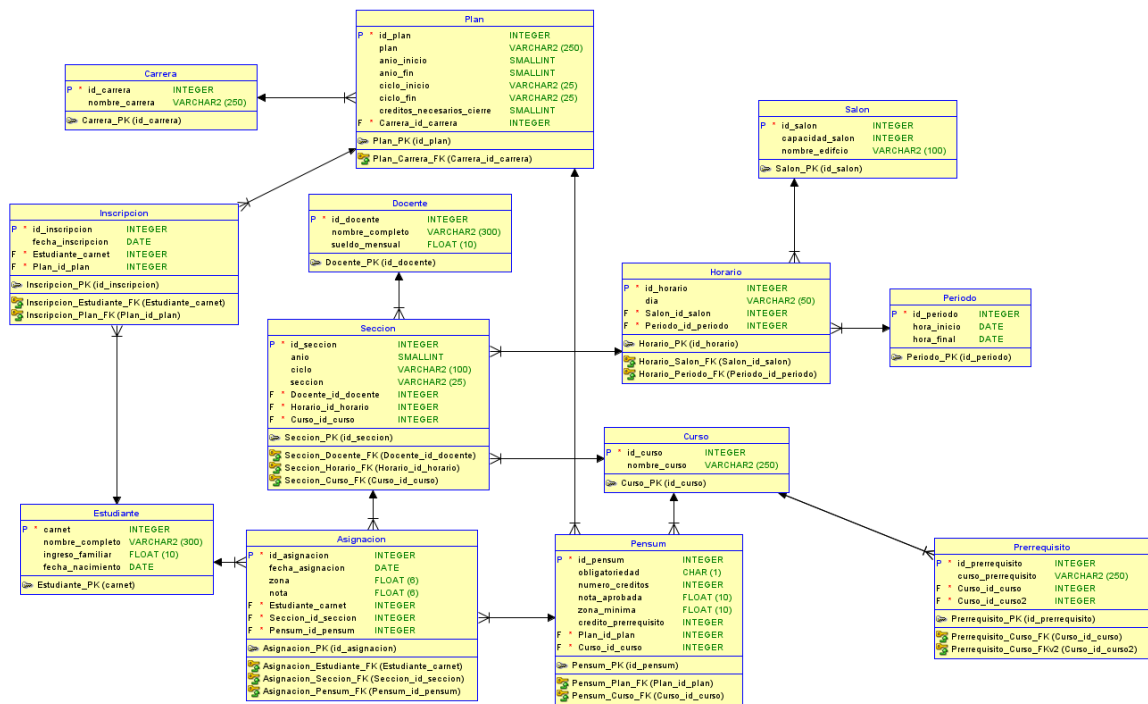 Plan
P * id_plan INTEGER
plan VARCHAR2 (250)
anio_inicio SMALLINT
anio_fin SMALLINT
ciclo_inicio VARCHAR2 (25)
ciclo_fin VARCHAR2 (25)
creditos_necesarios_cierre SMALLINT
F * Carrera_id_carrera INTEGER
Plan_PK (id_plan)
Plan_Carrera_FK (Carrera_id_carrera)
Carrera
P * id_carrera INTEGER
nombre_carrera VARCHAR2 (250)
Carrera_PK (id_carrera)
Salon
P * id_salon INTEGER
capacidad_salon INTEGER
nombre_edifcio VARCHAR2 (100)
Salon_PK (id_salon)
Inscripcion
P * id_inscripcion INTEGER
fecha_inscripcion DATE
F * Estudiante_carnet INTEGER
F * Plan_id_plan INTEGER
Inscripcion_PK (id_inscripcion)
Inscripcion_Estudiante_FK (Estudiante_carnet)
Inscripcion_Plan_FK (Plan_id_plan)
Docente
P * id_docente INTEGER
nombre_completo VARCHAR2 (300)
sueldo_mensual FLOAT (10)
Docente_PK (id_docente)
Horario
P * id_horario INTEGER
dia VARCHAR2 (50)
F * Salon_id_salon INTEGER
F * Periodo_id_periodo INTEGER
Horario_PK (id_horario)
Horario_Salon_FK (Salon_id_salon)
Horario_Periodo_FK (Periodo_id_periodo)
Periodo
P * id_periodo INTEGER
hora_inicio DATE
hora_final DATE
Periodo_PK (id_periodo)
Seccion
P * id_seccion INTEGER
anio SMALLINT
ciclo VARCHAR2 (100)
seccion VARCHAR2 (25)
F * Docente_id_docente INTEGER
F * Horario_id_horario INTEGER
F * Curso_id_curso INTEGER
Seccion_PK (id_seccion)
Seccion_Docente_FK (Docente_id_docente)
Seccion_Horario_FK (Horario_id_horario)
Seccion_Curso_FK (Curso_id_curso)
Curso
P * id_curso INTEGER
nombre_curso VARCHAR2 (250)
Curso_PK (id_curso)
Estudiante
P * carnet INTEGER
nombre_completo VARCHAR2 (300)
ingreso_familiar FLOAT (10)
fecha_nacimiento DATE
Estudiante_PK (carnet)
Asignacion
P * id_asignacion INTEGER
fecha_asignacion DATE
zona FLOAT (6)
nota FLOAT (6)
F * Estudiante_carnet INTEGER
F * Seccion_id_seccion INTEGER
F * Pensum_id_pensum INTEGER
Asignacion_PK (id_asignacion)
Asignacion_Estudiante_FK (Estudiante_carnet)
Asignacion_Seccion_FK (Seccion_id_seccion)
Asignacion_Pensum_FK (Pensum_id_pensum)
Pensum
P * id_pensum INTEGER
obligatoriedad CHAR (1)
numero_creditos INTEGER
nota_aprobada FLOAT (10)
zona_minima FLOAT (10)
credito_prerrequisito INTEGER
F * Plan_id_plan INTEGER
F * Curso_id_curso INTEGER
Pensum_PK (id_pensum)
Pensum_Plan_FK (Plan_id_plan)
Pensum_Curso_FK (Curso_id_curso)
Prerrequisito
P * id_prerrequisito INTEGER
curso_prerrequisito VARCHAR2 (250)
F * Curso_id_curso INTEGER
F * Curso_id_curso2 INTEGER
Prerrequisito_PK (id_prerrequisito)
Prerrequisito_Curso_FK (Curso_id_curso)
Prerrequisito_Curso_FKv2 (Curso_id_curso2)